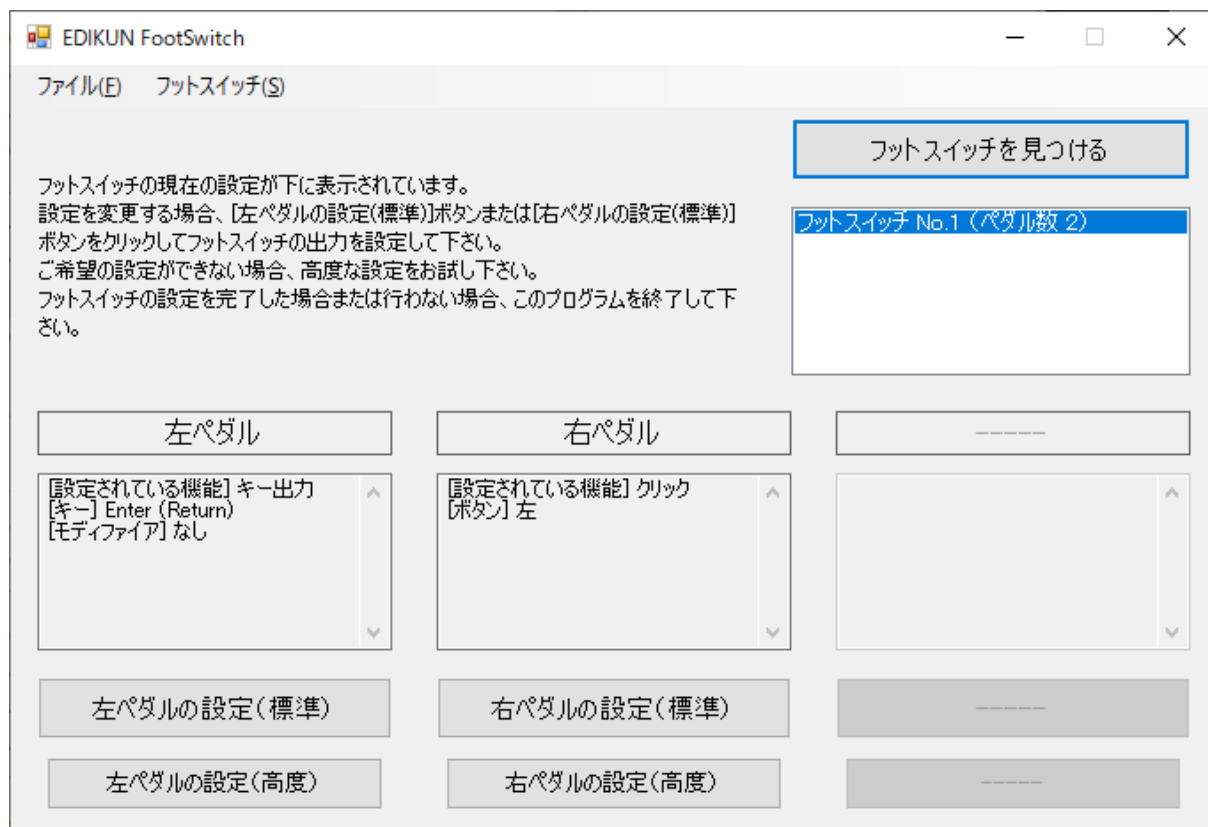 EDIKUN FootSwitch
ファイル(F) フットスイッチ(S)
フットスイッチを見つける
フットスイッチの現在の設定が下に表示されています。
設定を変更する場合、[左ペダルの設定(標準)]ボタンまたは[右ペダルの設定(標準)]
ボタンをクリックしてフットスイッチの出力を設定して下さい。
ご希望の設定ができない場合、高度な設定をお試し下さい。
フットスイッチの設定を完了した場合または行わない場合、このプログラムを終了して下
さい。
フットスイッチ No.1 (ペダル数 2)
左ペダル
右ペダル
-----
[設定されている機能] キー出力
[キー] Enter (Return)
[モディファイア] なし
[設定されている機能] クリック
[ボタン] 左
左ペダルの設定(標準)
右ペダルの設定(標準)
-----
左ペダルの設定(高度)
右ペダルの設定(高度)
-----